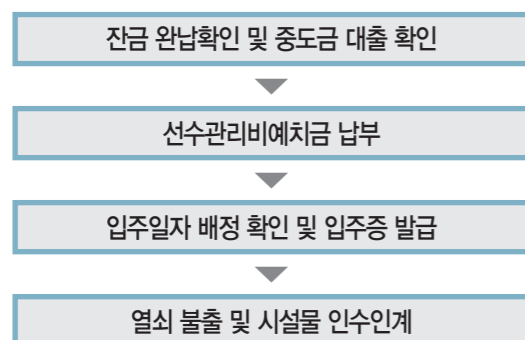 잔금 완납확인 및 중도금 대출 확인
선수관리비예치금 납부
입주일자 배정 확인 및 입주증 발급
열쇠 불출 및 시설물 인수인계